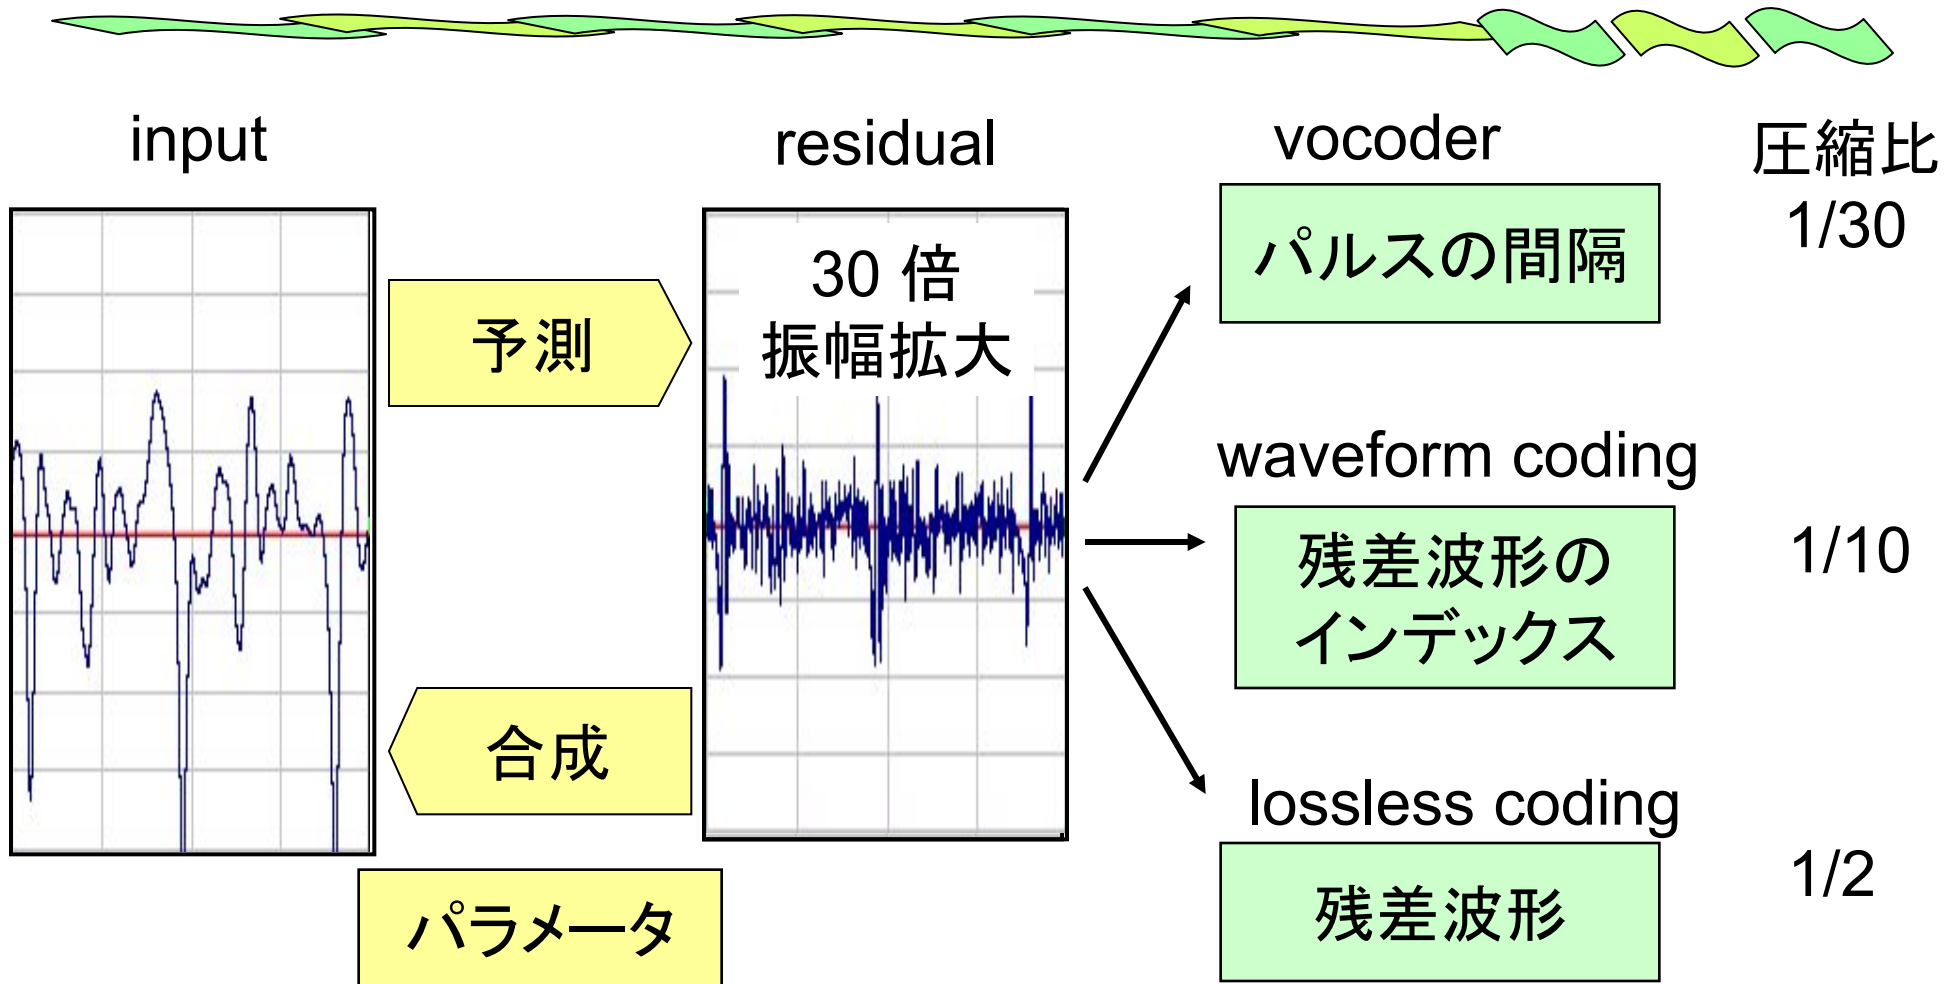 input
residual
vocoder
圧縮比
30 倍
振幅拡大
予測
合成
パラメータ
パルスの間隔
1/30
waveform coding
残差波形の
インデックス
1/10
lossless coding
残差波形
1/2